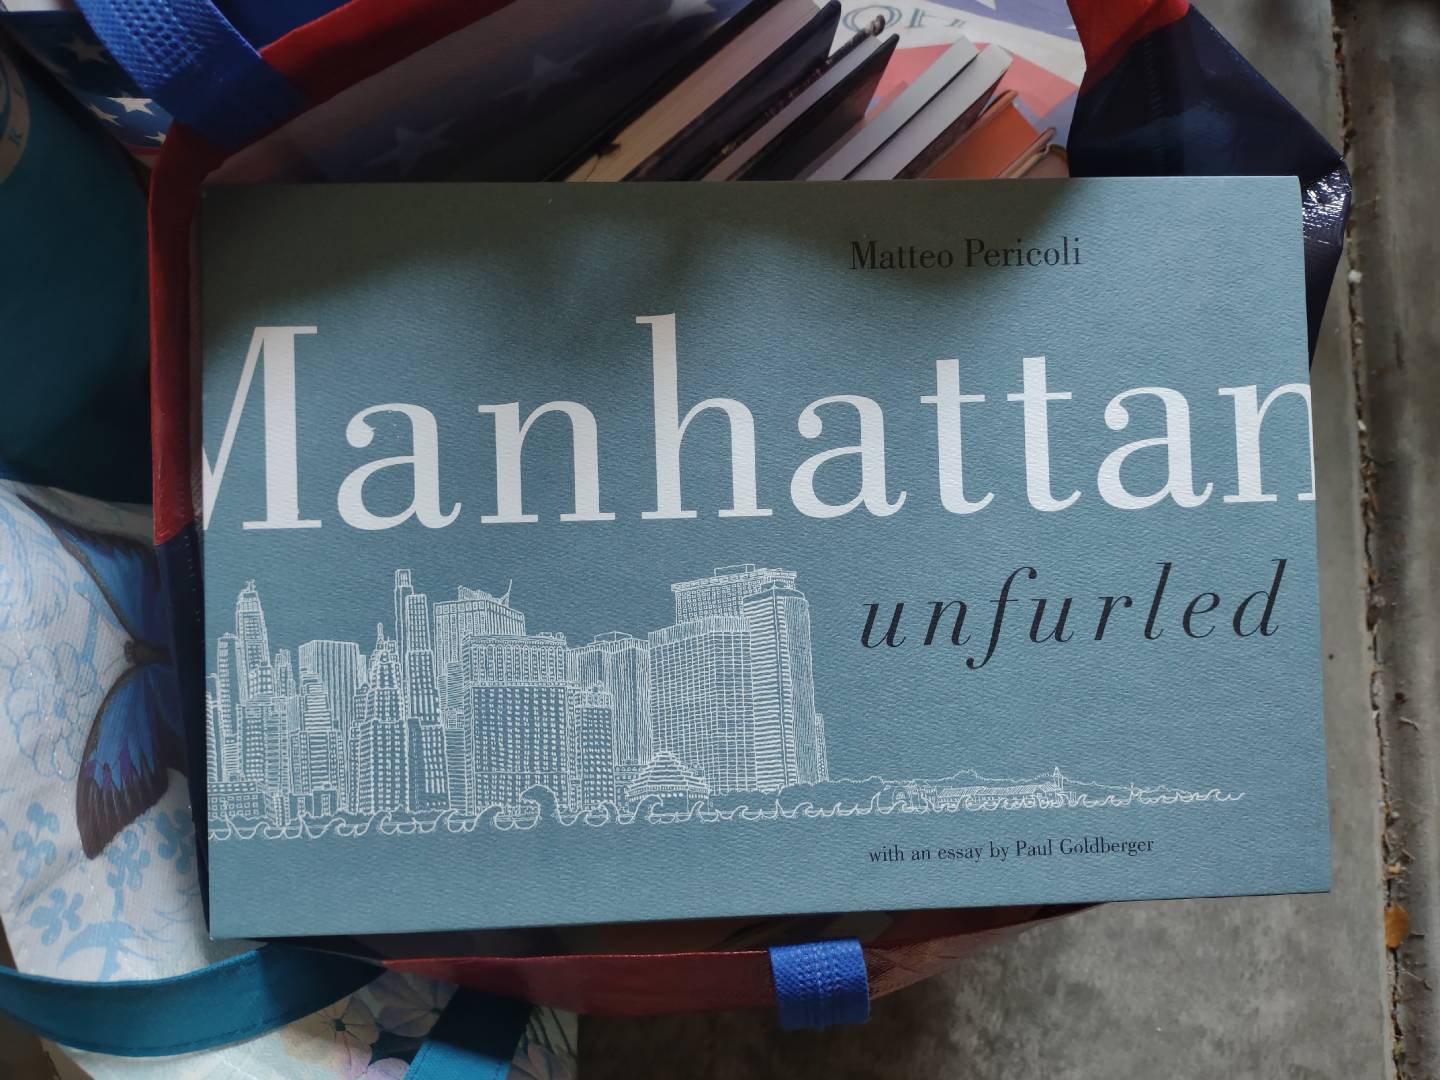 Matteo Pericoli
Manhattan
unfurled
with an essay by Paul Goldberger